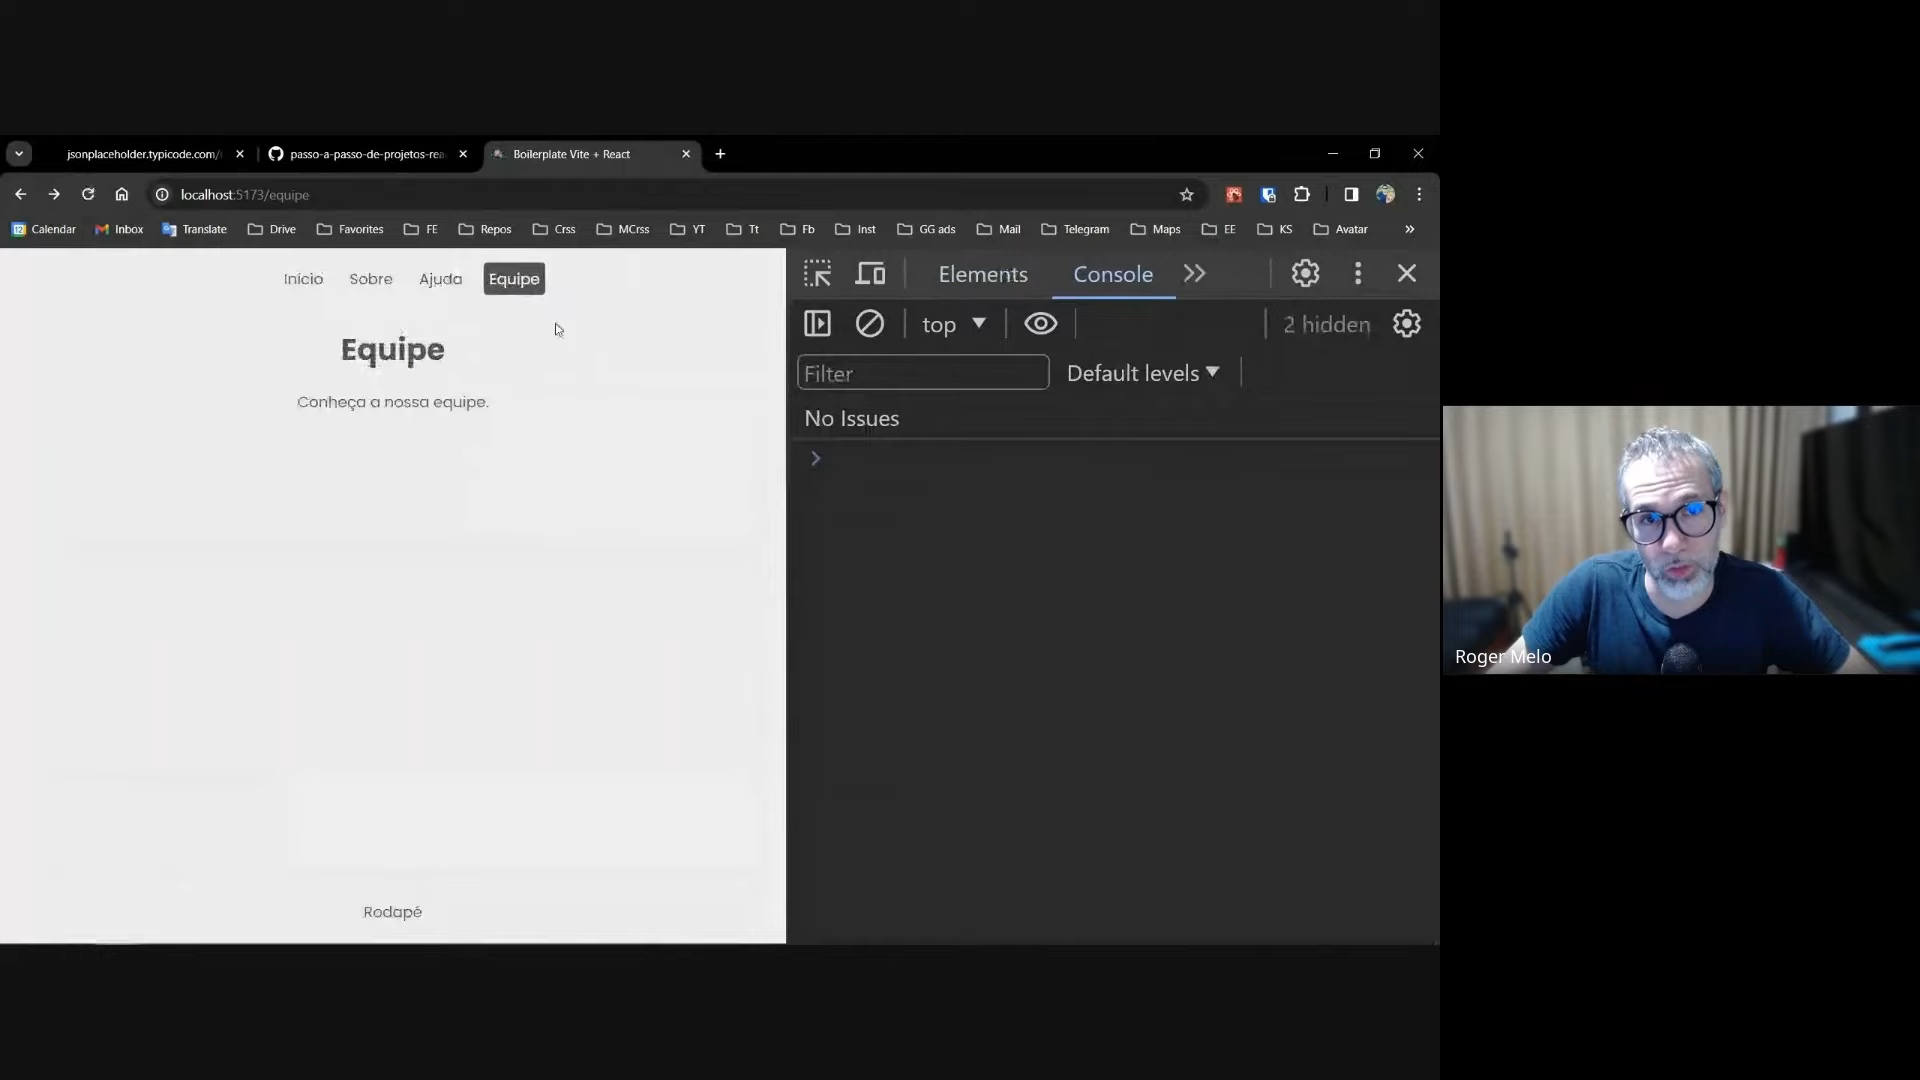 jsonplaceholder.typicode.com/
passo-a-passo-de-projetos-rea
Boilerplate Vite + React
localhost:5173/equipe
Calendar
Inbox
Translate
Drive
Favorites
FE
Repos
Crss
MCrss
YT
Tt
Fb
Inst
GG ads
Mail
Telegram
Maps
EE
KS
Avatar
»
Início
Sobre
Ajuda
Equipe
Equipe
Conheça a nossa equipe.
Rodapé
Elements
Console
top
2 hidden
Filter
Default levels
No Issues
Roger Melo